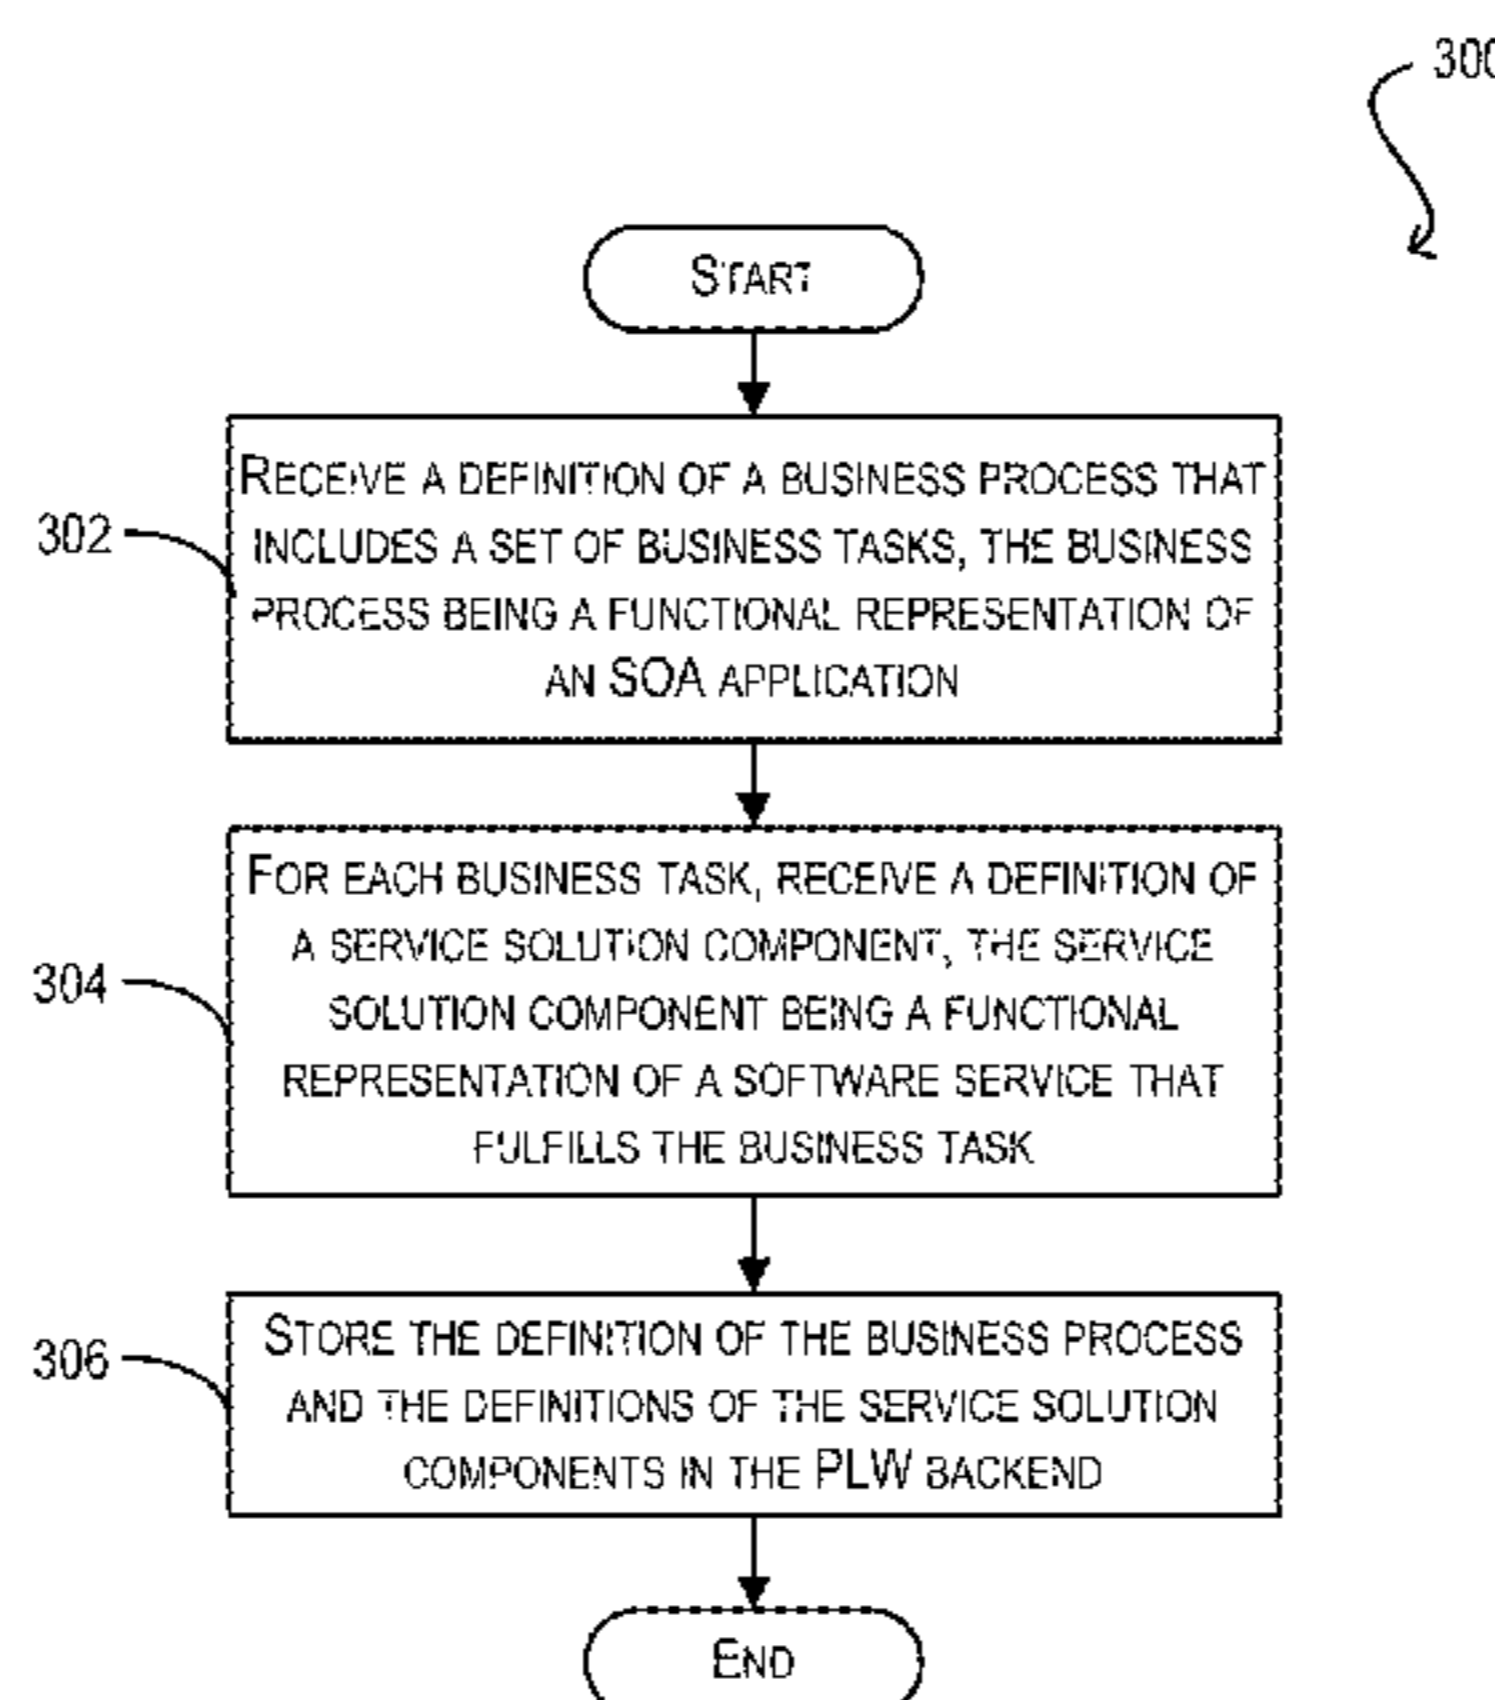 300
START
RECEIVE A DEFINITION OF A BUSINESS PROCESS THAT
INCLUDES A SET OF BUSINESS TASKS, THE BUSINESS
PROCESS BEING A FUNCTIONAL REPRESENTATION OF
AN SOA APPLICATION
302
FOR EACH BUSINESS TASK, RECEIVE A DEFINITION OF
A SERVICE SOLUTION COMPONENT, THE SERVICE
SOLUTION COMPONENT BEING A FUNCTIONAL
REPRESENTATION OF A SOFTWARE SERVICE THAT
FULFILLS THE BUSINESS TASK
304
STORE THE DEFINITION OF THE BUSINESS PROCESS
AND THE DEFINITIONS OF THE SERVICE SOLUTION
COMPONENTS IN THE PLW BACKEND
306
END